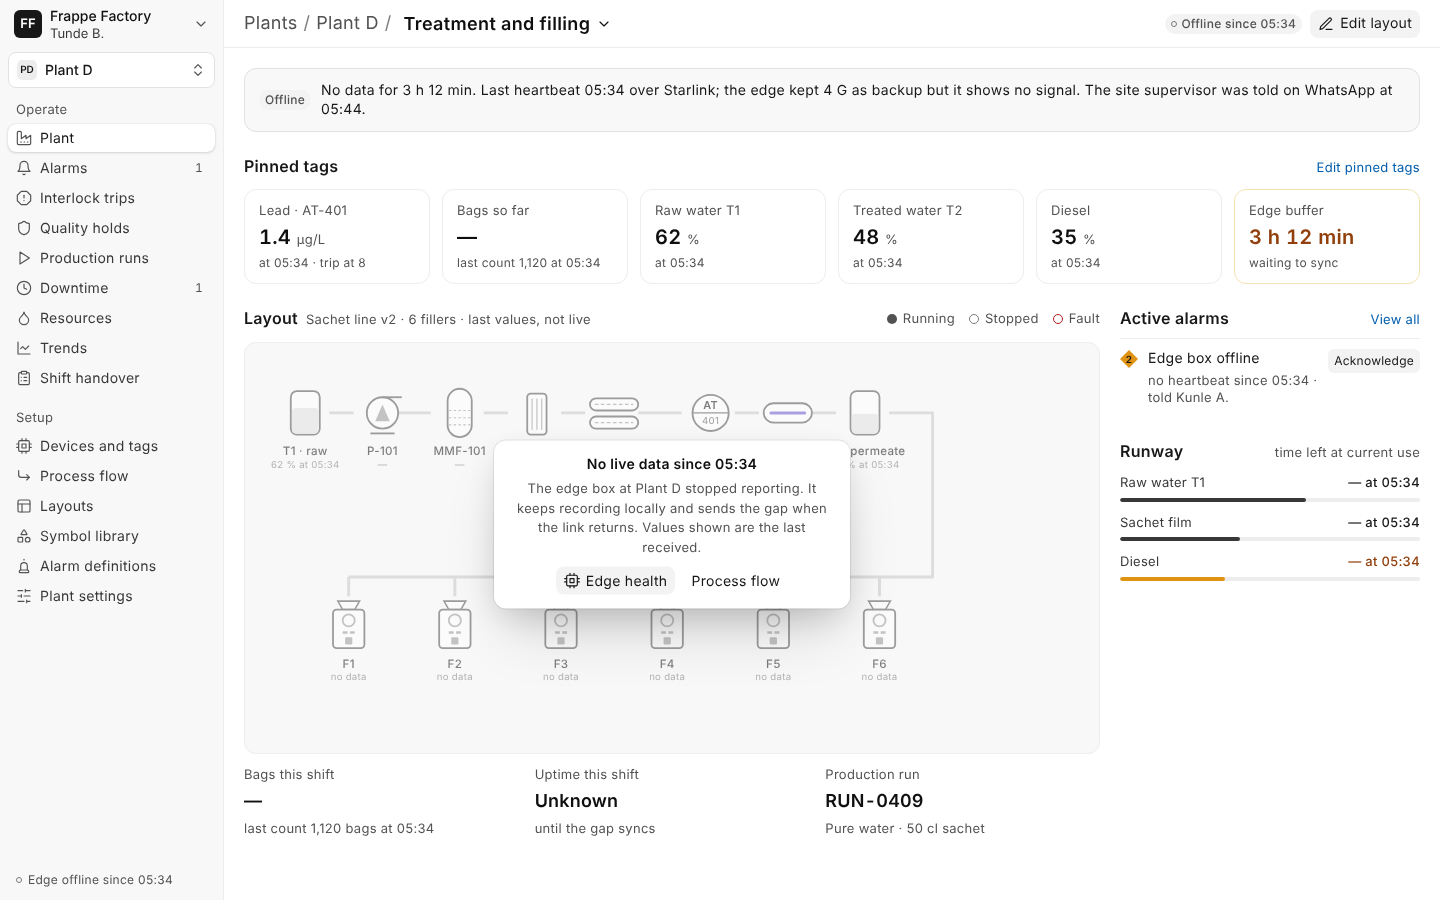 FF
Frappe Factory
Tunde B.
PD Plant D
Operate
Plant
Alarms 1
Interlock trips
Quality holds
Production runs
Downtime 1
Resources
Trends
Shift handover
Setup
Devices and tags
Process flow
Layouts
Symbol library
Alarm definitions
Plant settings
Edge offline since 05:34
Plants / Plant D / Treatment and filling
Offline since 05:34
Edit layout
Offline
No data for 3 h 12 min. Last heartbeat 05:34 over Starlink; the edge kept 4 G as backup but it shows no signal. The site supervisor was told on WhatsApp at
05:44.
Pinned tags
Edit pinned tags
Lead · AT-401
1.4 µg/L
at 05:34 · trip at 8
Bags so far
—
last count 1,120 at 05:34
Raw water T1
62 %
at 05:34
Treated water T2
48 %
at 05:34
Diesel
35 %
at 05:34
Edge buffer
3 h 12 min
waiting to sync
Layout Sachet line v2 · 6 fillers · last values, not live
Running Stopped Fault
AT
401
T1 · raw
62 % at 05:34
P-101
—
MMF-101
—
permeate
% at 05:34
No live data since 05:34
The edge box at Plant D stopped reporting. It
keeps recording locally and sends the gap when
the link returns. Values shown are the last
received.
Edge health Process flow
F1
no data
F2
no data
F3
no data
F4
no data
F5
no data
F6
no data
Bags this shift
—
last count 1,120 bags at 05:34
Uptime this shift
Unknown
until the gap syncs
Production run
RUN-0409
Pure water · 50 cl sachet
Active alarms View all
2 Edge box offline
no heartbeat since 05:34 ·
told Kunle A.
Acknowledge
Runway time left at current use
Raw water T1 — at 05:34
Sachet film — at 05:34
Diesel — at 05:34